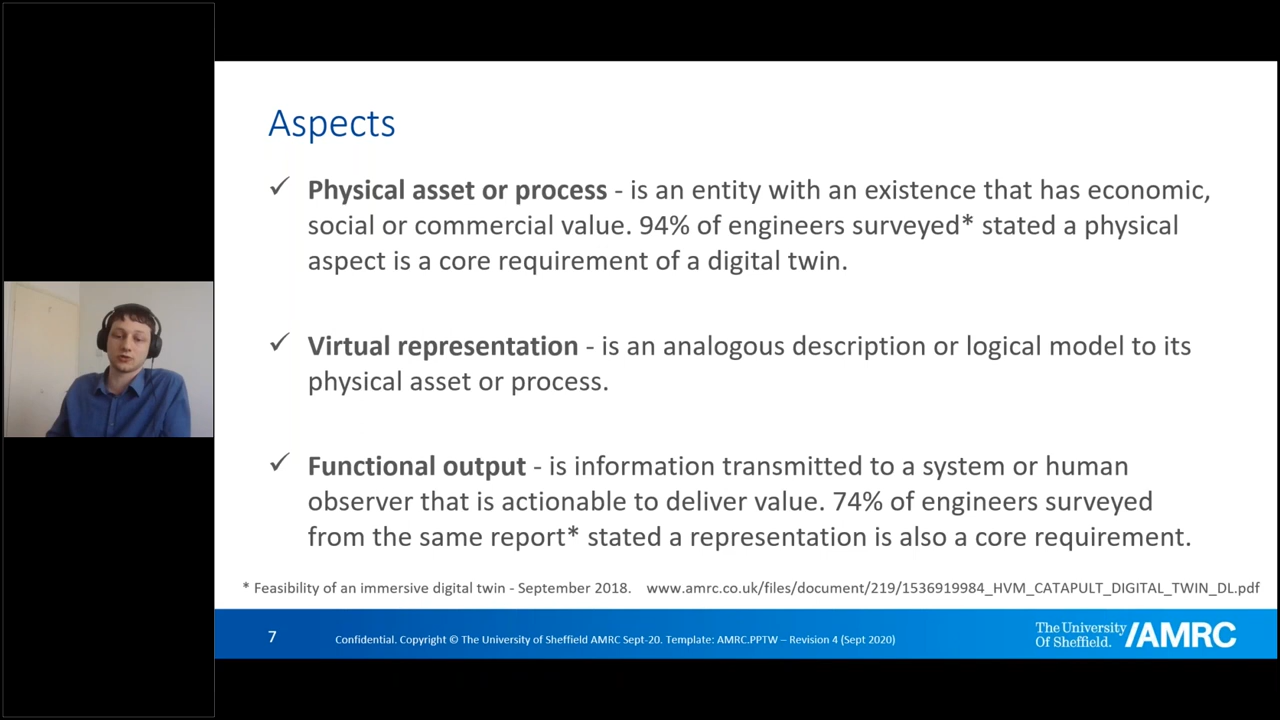 Aspects
✓ Physical asset or process - is an entity with an existence that has economic,
social or commercial value. 94% of engineers surveyed* stated a physical
aspect is a core requirement of a digital twin.
✓ Virtual representation - is an analogous description or logical model to its
physical asset or process.
✓ Functional output - is information transmitted to a system or human
observer that is actionable to deliver value. 74% of engineers surveyed
from the same report* stated a representation is also a core requirement.
* Feasibility of an immersive digital twin - September 2018. www.amrc.co.uk/files/document/219/1536919984_HVM_CATAPULT_DIGITAL_TWIN_DL.pdf
7
Confidential. Copyright © The University of Sheffield AMRC Sept-20. Template: AMRC.PPTW – Revision 4 (Sept 2020)
The University
Of Sheffield.
AMRC